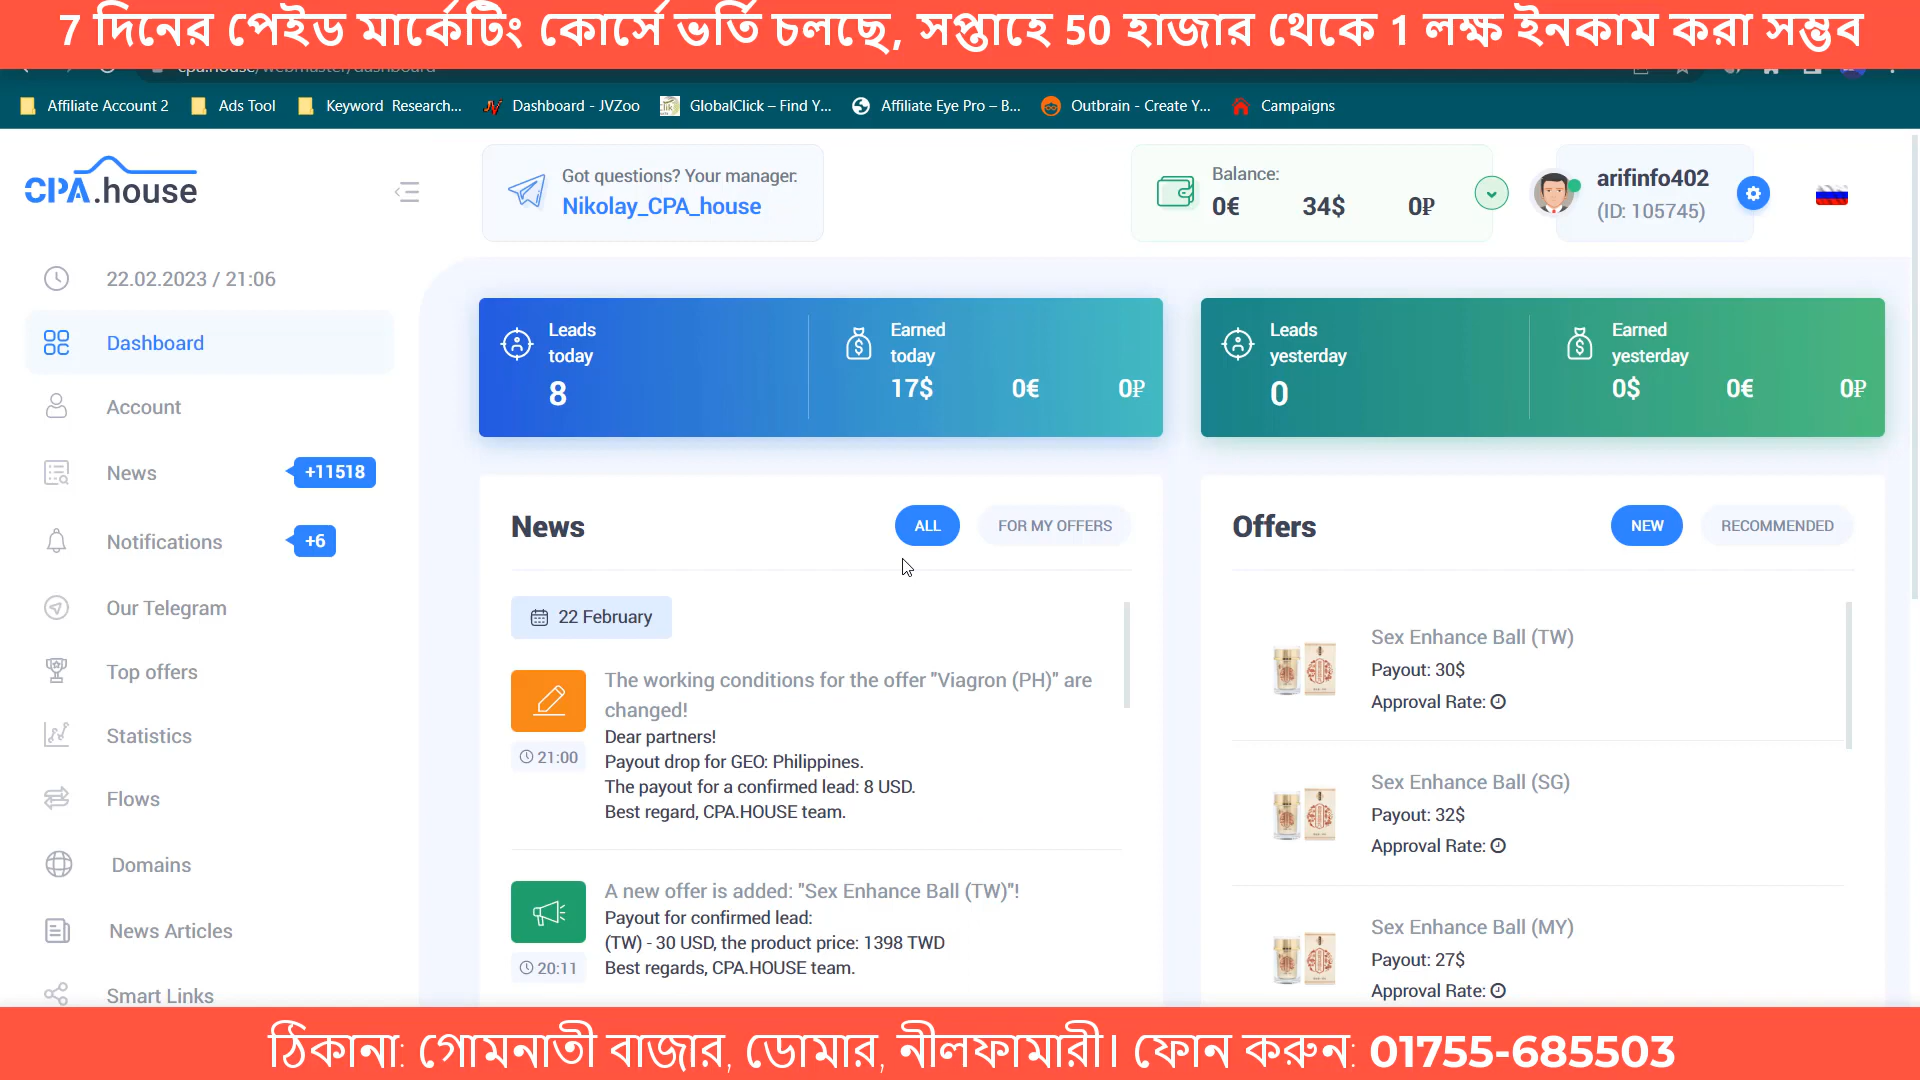 7 দিনের পেইড মার্কেটিং কোর্সে ভর্তি চলছে, সপ্তাহে 50 হাজার থেকে 1 লক্ষ ইনকাম করা সম্ভব
Affiliate Account 2
Ads Tool
Keyword Research...
Dashboard - JVZoo
GlobalClick – Find Y...
Affiliate Eye Pro – B...
Outbrain - Create Y...
Campaigns
CPA.house
Got questions? Your manager:
Nikolay_CPA_house
Balance:
0€ 34$ 0₽
arifinfo402
(ID: 105745)
22.02.2023 / 21:06
Dashboard
Account
News +11518
Notifications +6
Our Telegram
Top offers
Statistics
Flows
Domains
News Articles
Smart Links
Leads today
8
Earned today
17$ 0€ 0₽
Leads yesterday
0
Earned yesterday
0$ 0€ 0₽
News
ALL
FOR MY OFFERS
22 February
The working conditions for the offer "Viagron (PH)" are
changed!
21:00
Dear partners!
Payout drop for GEO: Philippines.
The payout for a confirmed lead: 8 USD.
Best regard, CPA.HOUSE team.
A new offer is added: "Sex Enhance Ball (TW)"!
20:11
Payout for confirmed lead:
(TW) - 30 USD, the product price: 1398 TWD
Best regards, CPA.HOUSE team.
Offers
NEW
RECOMMENDED
Sex Enhance Ball (TW)
Payout: 30$
Approval Rate:
Sex Enhance Ball (SG)
Payout: 32$
Approval Rate:
Sex Enhance Ball (MY)
Payout: 27$
Approval Rate:
ঠিকানা: গোমনাতী বাজার, ডোমার, নীলফামারী। ফোন করুন: 01755-685503